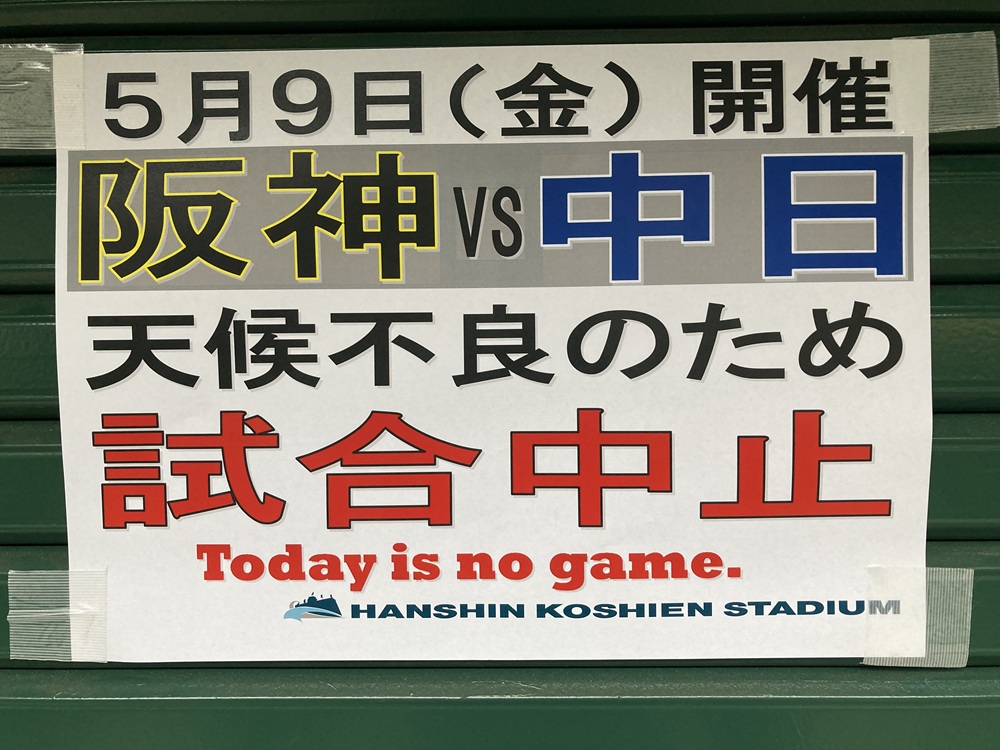 5月9日(金)開催
阪神 VS 中日
天候不良のため
試合中止
Today is no game.
HANSHIN KOSHIEN STADIUM